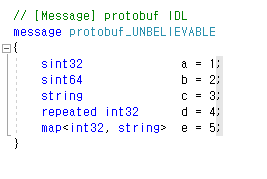 // [Message] protobuf IDL
message protobuf_UNBELIEVABLE
{
sint32 a = 1;
sint64 b = 2;
string c = 3;
repeated int32 d = 4;
map<int32, string> e = 5;
}